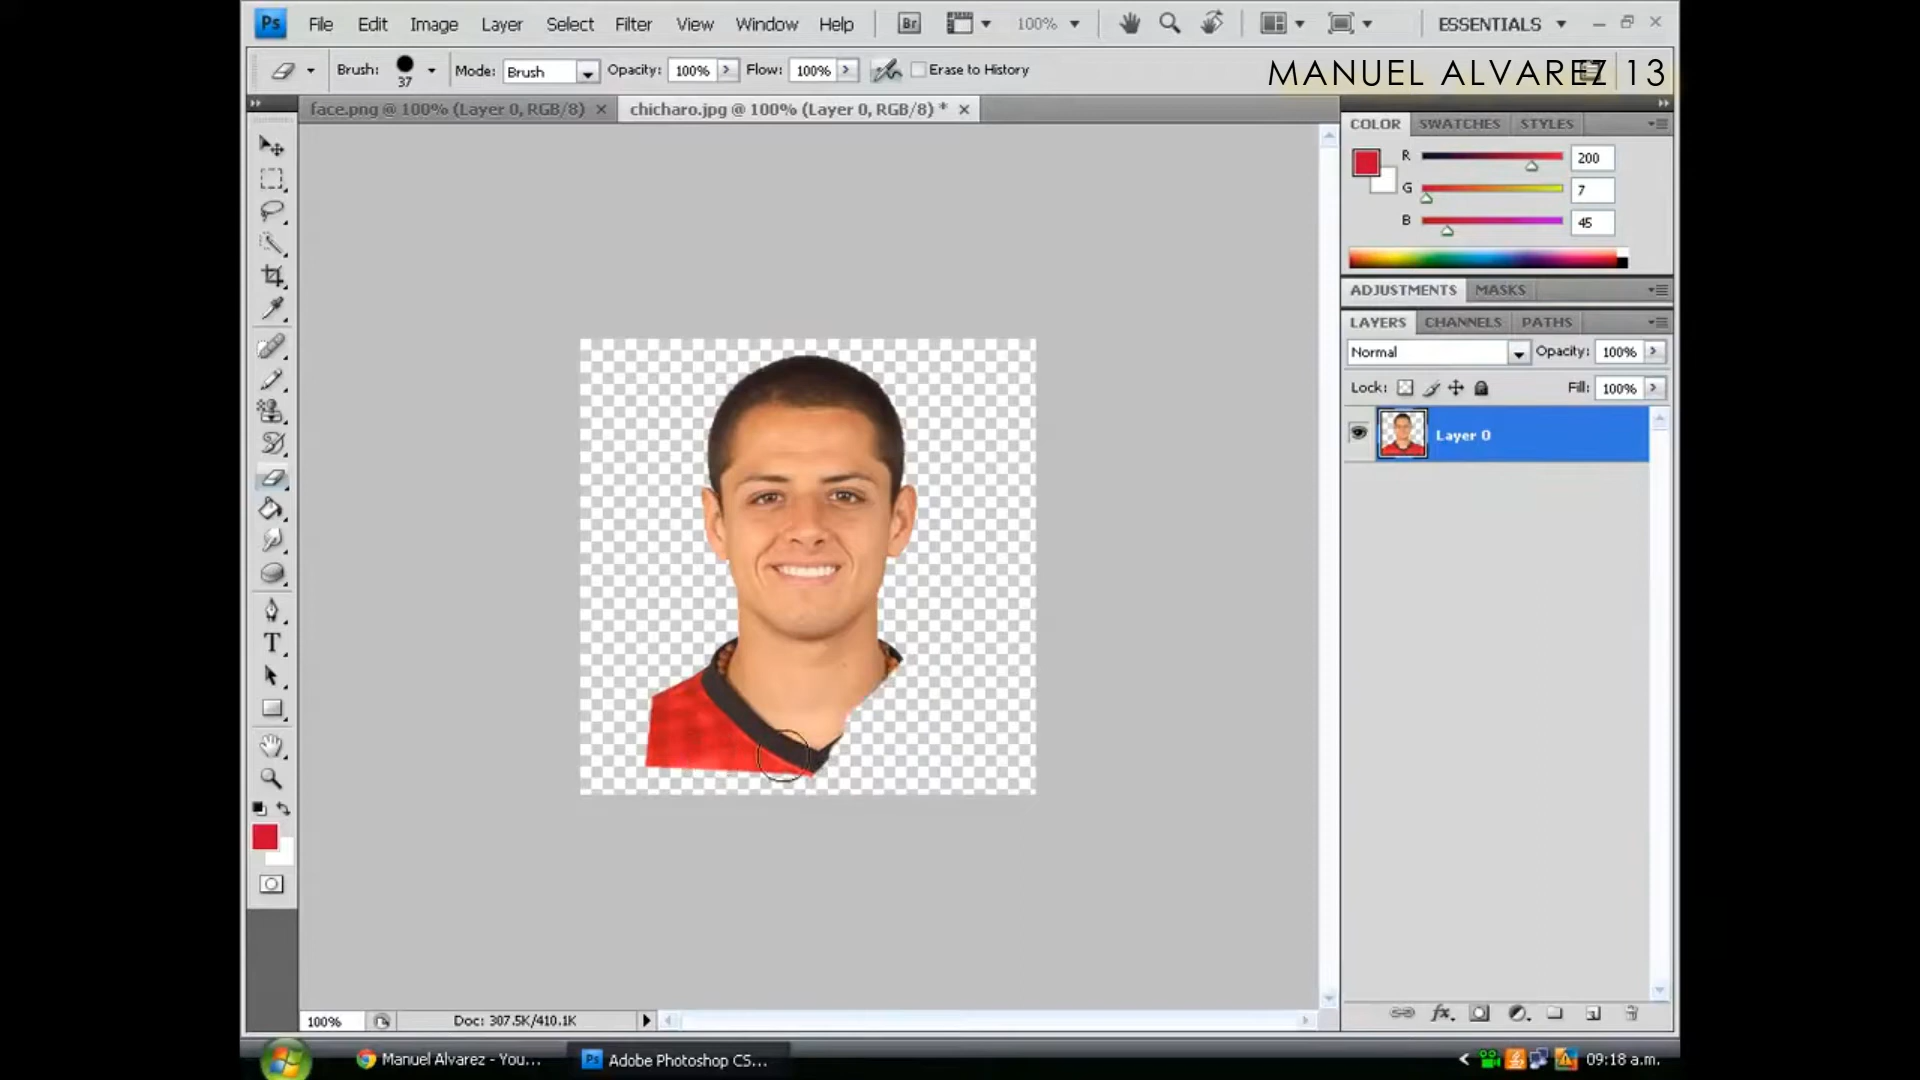 Ps File Edit Image Layer Select Filter View Window Help Br 100% ESSENTIALS
Brush: 37 Mode: Brush Opacity: 100% Flow: 100% Erase to History MANUEL ALVAREZ 13
face.png @ 100% (Layer 0, RGB/8) chicharo.jpg @ 100% (Layer 0, RGB/8) *
COLOR SWATCHES STYLES
R 200
G 7
B 45
ADJUSTMENTS MASKS
LAYERS CHANNELS PATHS
Normal Opacity: 100%
Lock: Fill: 100%
Layer 0
T
fx
100% Doc: 307.5K/410.1K
Manuel Alvarez - You... Ps Adobe Photoshop CS... 09:18 a.m.